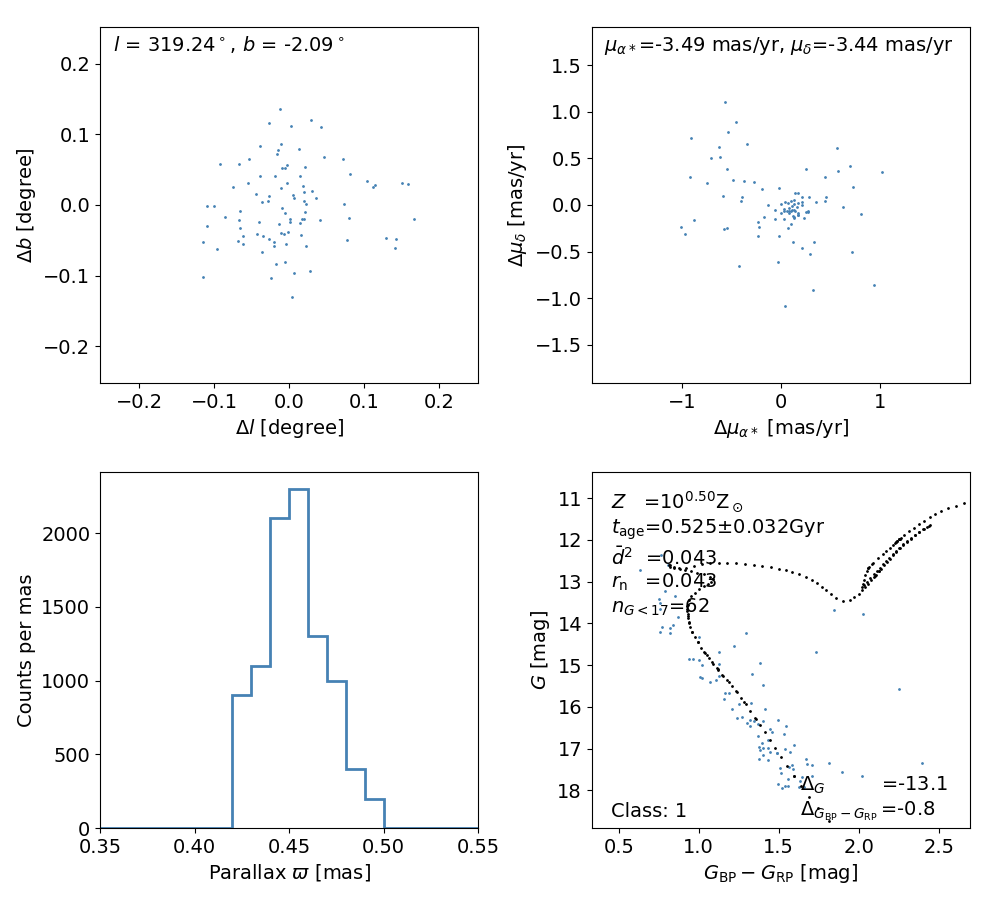 l = 319.24°, b = -2.09°
0.2
0.1
0.0
−0.1
−0.2
Δb [degree]
−0.2 −0.1 0.0 0.1 0.2
Δl [degree]
μα*=-3.49 mas/yr, μδ=-3.44 mas/yr
1.5
1.0
0.5
0.0
−0.5
−1.0
−1.5
Δμδ [mas/yr]
−1 0 1
Δμα* [mas/yr]
2000
1500
1000
500
0
Counts per mas
0.35 0.40 0.45 0.50 0.55
Parallax ϖ [mas]
Z =10^0.50 Z⊙
t_age=0.525±0.032Gyr
d̄² =0.043
r_n =0.043
n_G<17=62
11
12
13
14
15
16
17
18
G [mag]
Δ_G =-13.1
Class: 1
Δ_G_BP−G_RP =-0.8
0.5 1.0 1.5 2.0 2.5
G_BP − G_RP [mag]